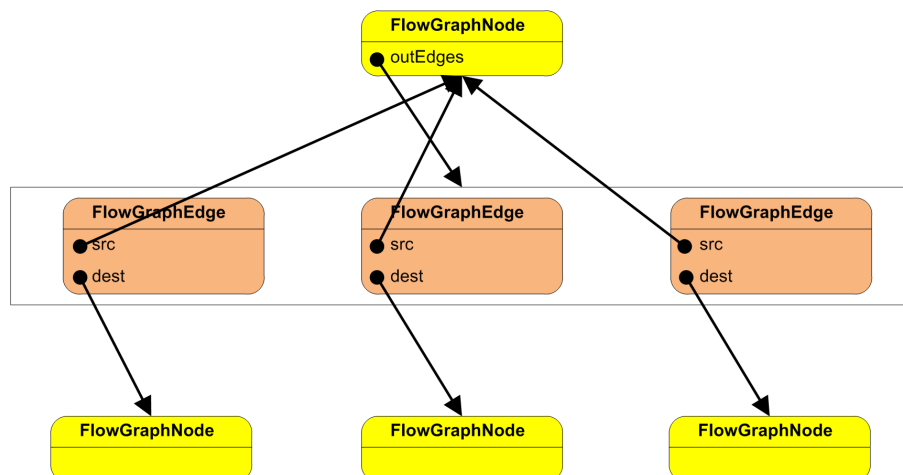 FlowGraphNode
outEdges
FlowGraphEdge
src
dest
FlowGraphEdge
src
dest
FlowGraphEdge
src
dest
FlowGraphNode
FlowGraphNode
FlowGraphNode